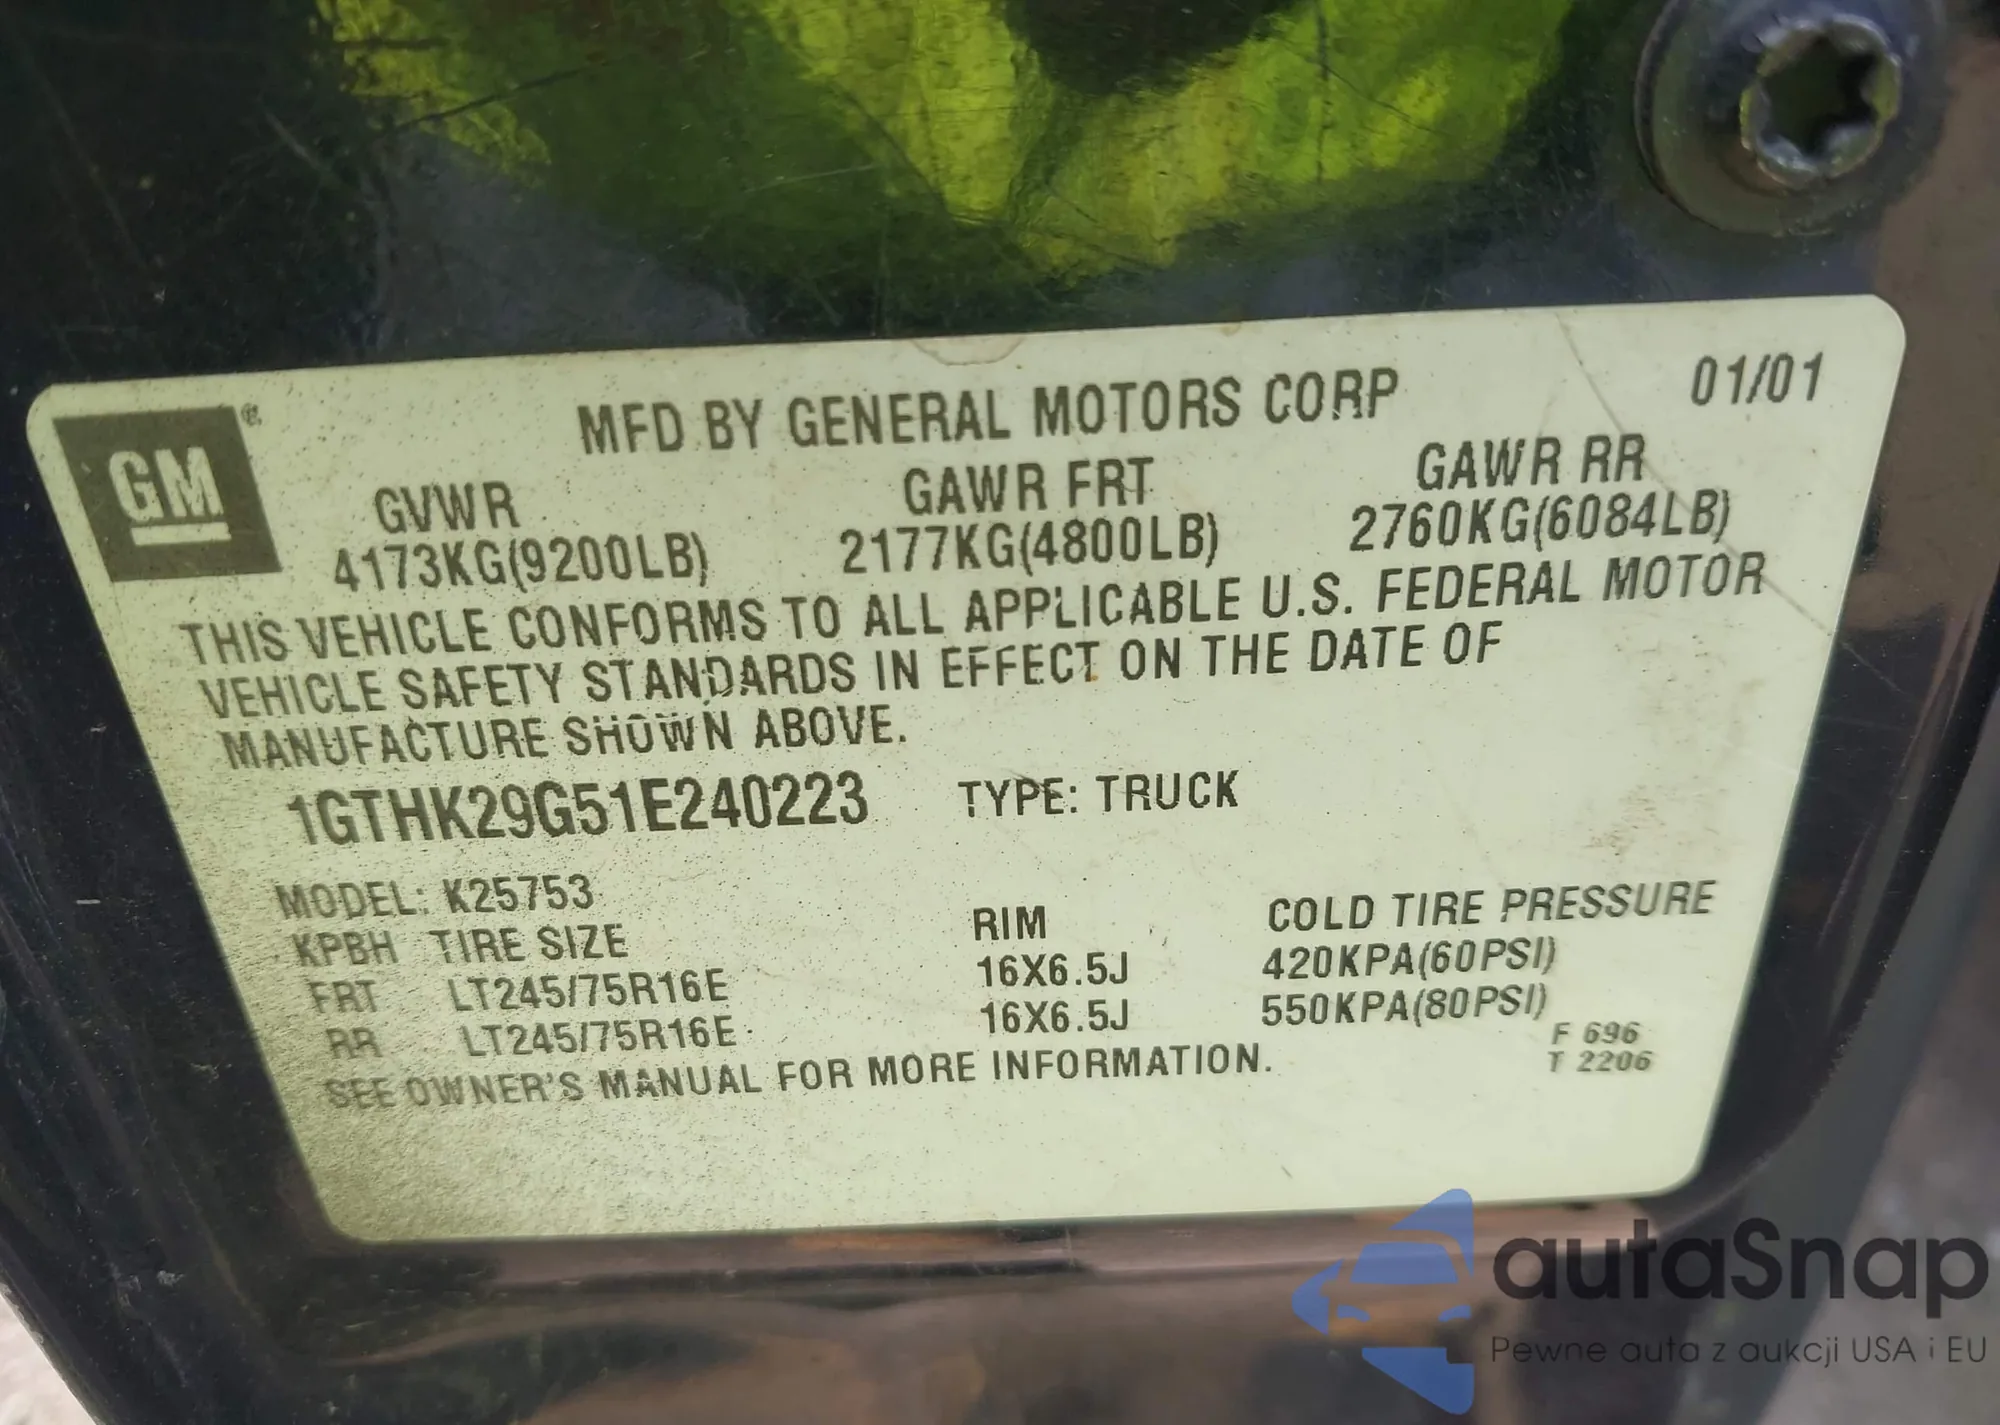 MFD BY GENERAL MOTORS CORP 01/01
GM®
GVWR GAWR FRT GAWR RR
4173KG(9200LB) 2177KG(4800LB) 2760KG(6084LB)
THIS VEHICLE CONFORMS TO ALL APPLICABLE U.S. FEDERAL MOTOR
VEHICLE SAFETY STANDARDS IN EFFECT ON THE DATE OF
MANUFACTURE SHOWN ABOVE.
1GTHK29G51E240223 TYPE: TRUCK
MODEL: K25753
KPBH TIRE SIZE RIM COLD TIRE PRESSURE
FRT LT245/75R16E 16X6.5J 420KPA(60PSI)
RR LT245/75R16E 16X6.5J 550KPA(80PSI)
SEE OWNER'S MANUAL FOR MORE INFORMATION.
F 696
T 2206
autaSnap
Pewne auta z aukcji USA i EU